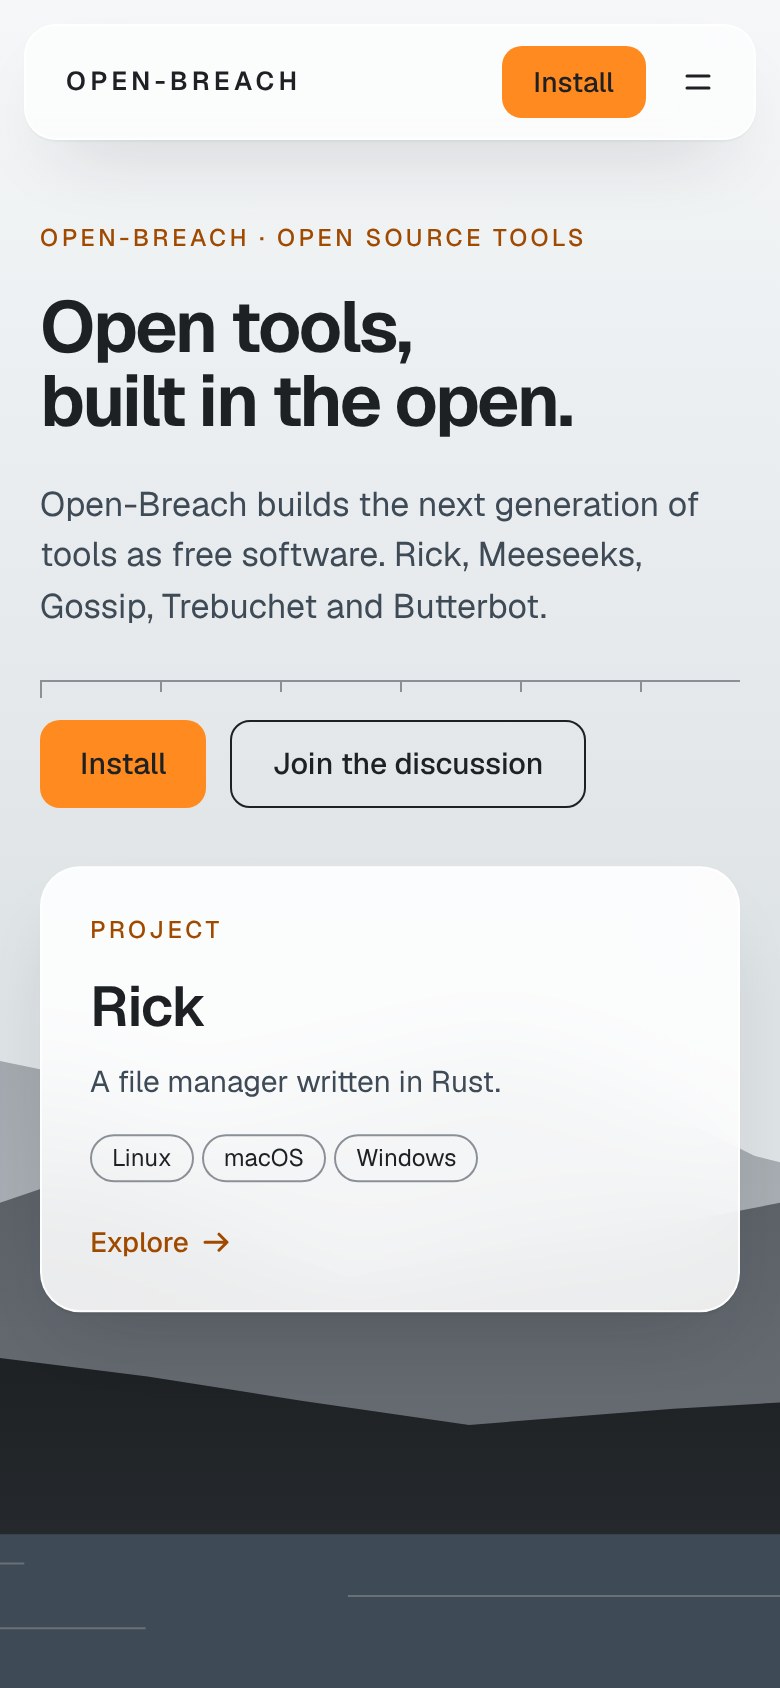 OPEN-BREACH
Install
OPEN-BREACH · OPEN SOURCE TOOLS
Open tools,
built in the open.
Open-Breach builds the next generation of
tools as free software. Rick, Meeseeks,
Gossip, Trebuchet and Butterbot.
Install
Join the discussion
PROJECT
Rick
A file manager written in Rust.
Linux
macOS
Windows
Explore →